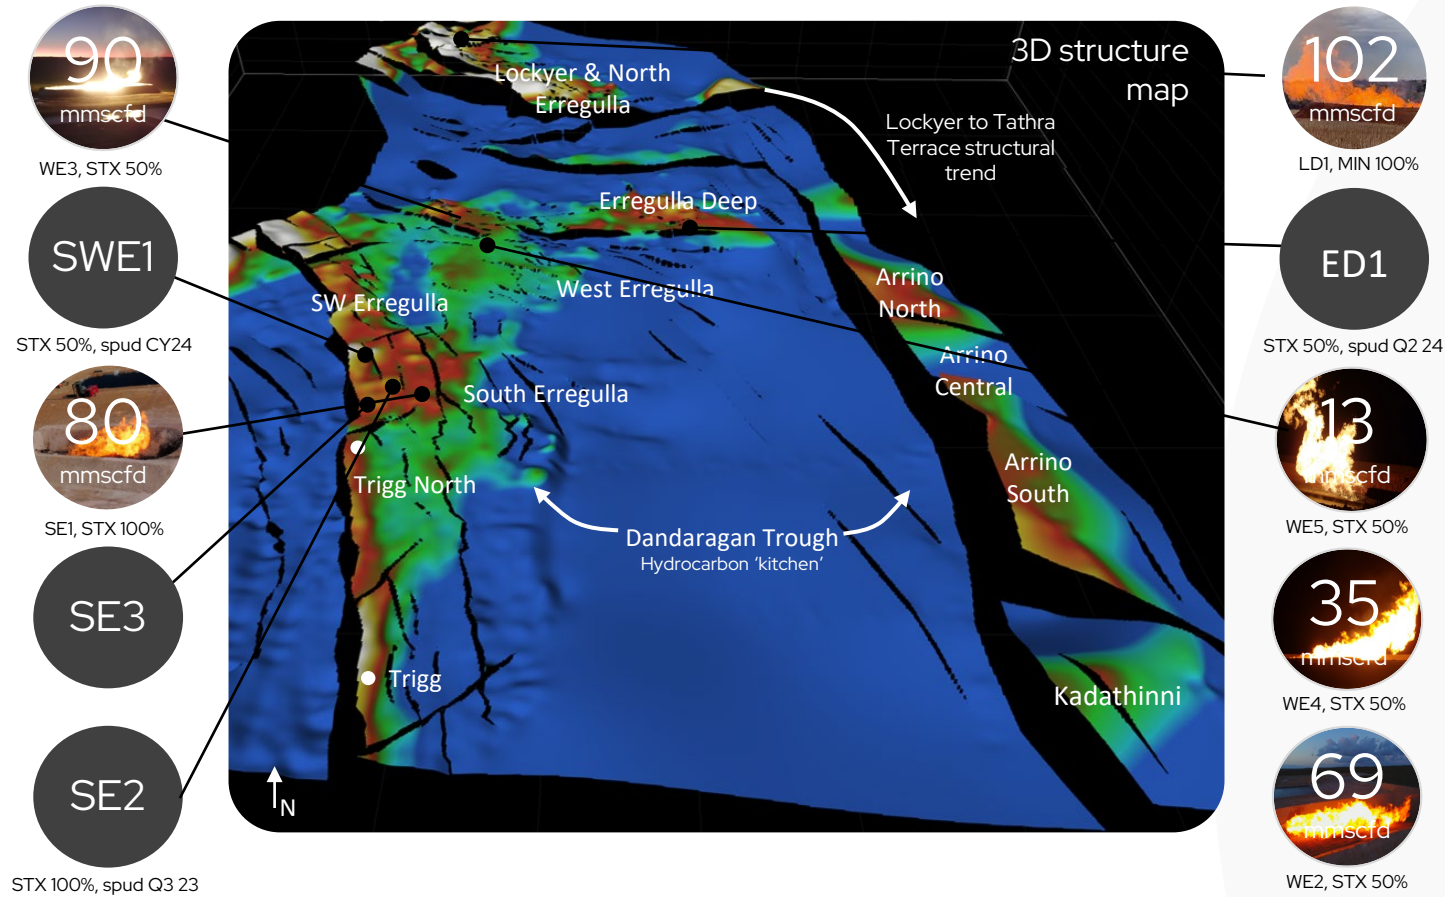 90
mmscfd
WE3, STX 50%
SWE1
STX 50%, spud CY24
80
mmscfd
SE1, STX 100%
SE3
SE2
STX 100%, spud Q3 23
3D structure
map
Lockyer & North
Erregulla
Lockyer to Tathra
Terrace structural
trend
Erregulla Deep
West Erregulla
SW Erregulla
Arrino
North
Arrino
Central
South Erregulla
Arrino
South
Trigg North
Dandaragan Trough
Hydrocarbon ‘kitchen’
Trigg
Kadathinni
N
102
mmscfd
LD1, MIN 100%
ED1
STX 50%, spud Q2 24
13
mmscfd
WE5, STX 50%
35
mmscfd
WE4, STX 50%
69
mmscfd
WE2, STX 50%